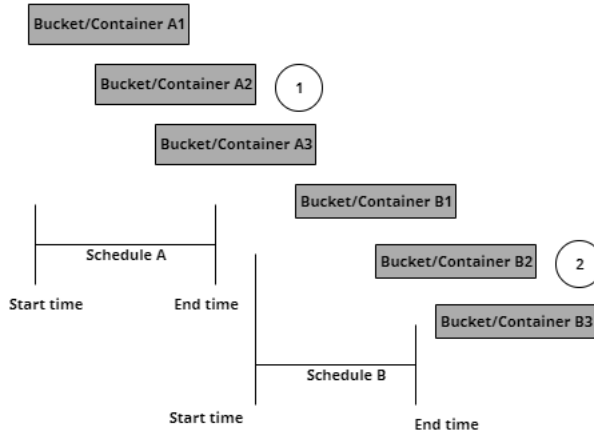 Bucket/Container A1
Bucket/Container A2
1
Bucket/Container A3
Bucket/Container B1
Schedule A
Bucket/Container B2
2
Start time
End time
Bucket/Container B3
Schedule B
Start time
End time